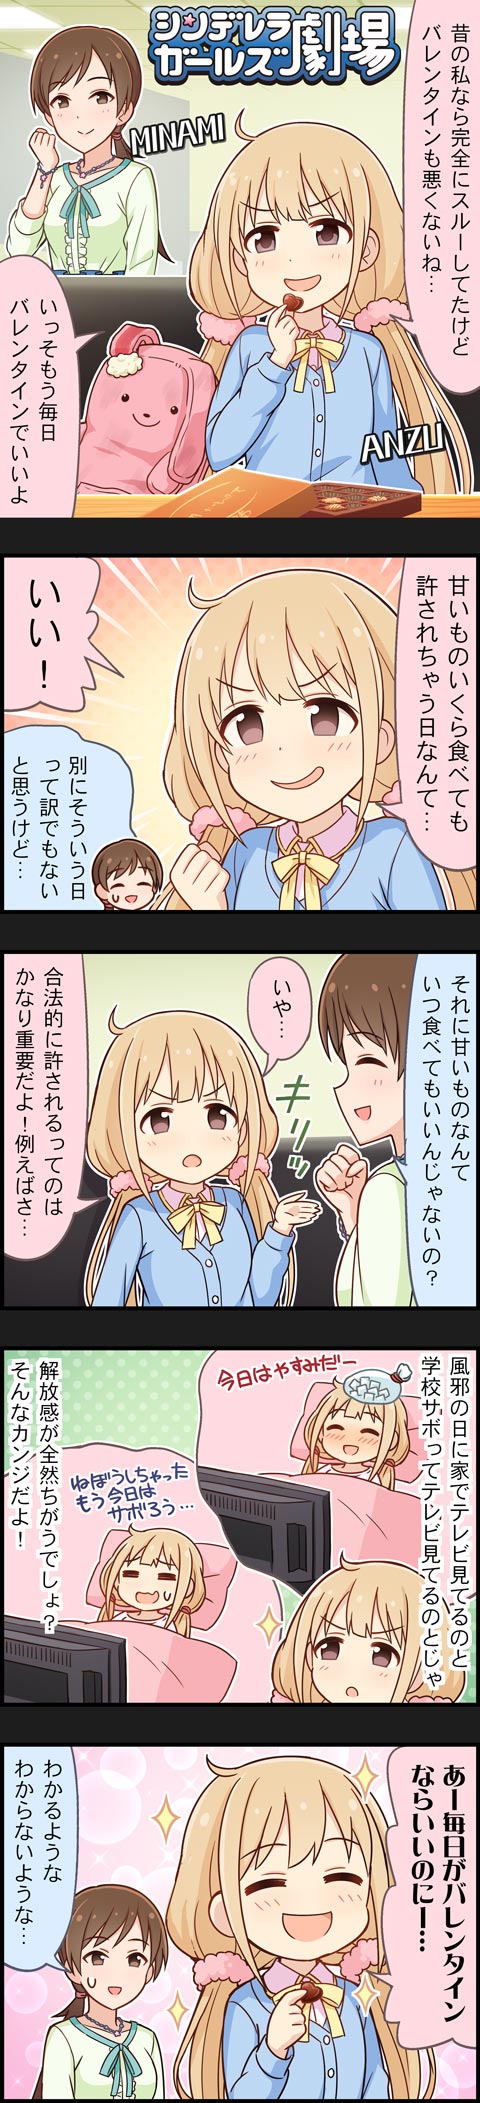 シンデレラ
ガールズ劇場
昔の私なら完全にスルーしてたけど
バレンタインも悪くないね…
MINAMI
ANZU
いっそもう毎日
バレンタインでいいよ
甘いものいくら食べても
許されちゃう日なんて…
いい！
別にそういう日
って訳でもない
と思うけど…
それに甘いものなんて
いつ食べてもいいんじゃないの？
いや…
キリッ
合法的に許されるってのは
かなり重要だよ！例えばさ…
風邪の日に家でテレビ見てるのと
学校サボってテレビ見てるのとじゃ
今日はやすみだー
ねぼうしちゃった
もう今日は
サボろう…
解放感が全然ちがうでしょ？
そんなカンジだよ！
あー毎日がバレンタイン
ならいいのにー…
わかるような
わからないような…